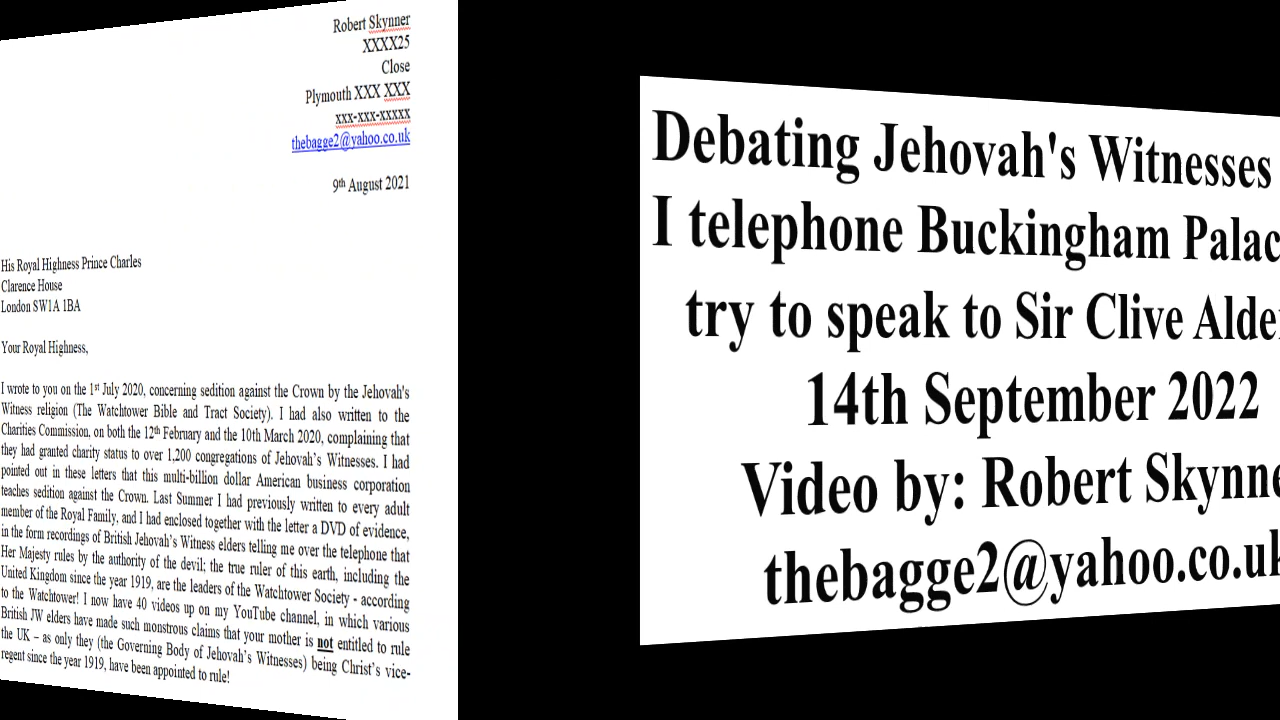 Robert Skynner
XXXX25
Close
Plymouth XXX XXX
xxx-xxx-xxxxx
thebagge2@yahoo.co.uk
9th August 2021
His Royal Highness Prince Charles
Clarence House
London SW1A 1BA
Your Royal Highness,
I wrote to you on the 1st July 2020, concerning sedition against the Crown by the Jehovah's
Witness religion (The Watchtower Bible and Tract Society). I had also written to the
Charities Commission, on both the 12th February and the 10th March 2020, complaining that
they had granted charity status to over 1,200 congregations of Jehovah's Witnesses. I had
pointed out in these letters that this multi-billion dollar American business corporation
teaches sedition against the Crown. Last Summer I had previously written to every adult
member of the Royal Family, and I had enclosed together with the letter a DVD of evidence,
in the form recordings of British Jehovah's Witness elders telling me over the telephone that
Her Majesty rules by the authority of the devil; the true ruler of this earth, including the
United Kingdom since the year 1919, are the leaders of the Watchtower Society - according
to the Watchtower! I now have 40 videos up on my YouTube channel, in which various
British JW elders have made such monstrous claims that your mother is not entitled to rule
the UK – as only they (the Governing Body of Jehovah's Witnesses) being Christ's vice-
regent since the year 1919, have been appointed to rule!
Debating Jehovah's Witnesses
I telephone Buckingham Palac
try to speak to Sir Clive Alde
14th September 2022
Video by: Robert Skynne
thebagge2@yahoo.co.uk